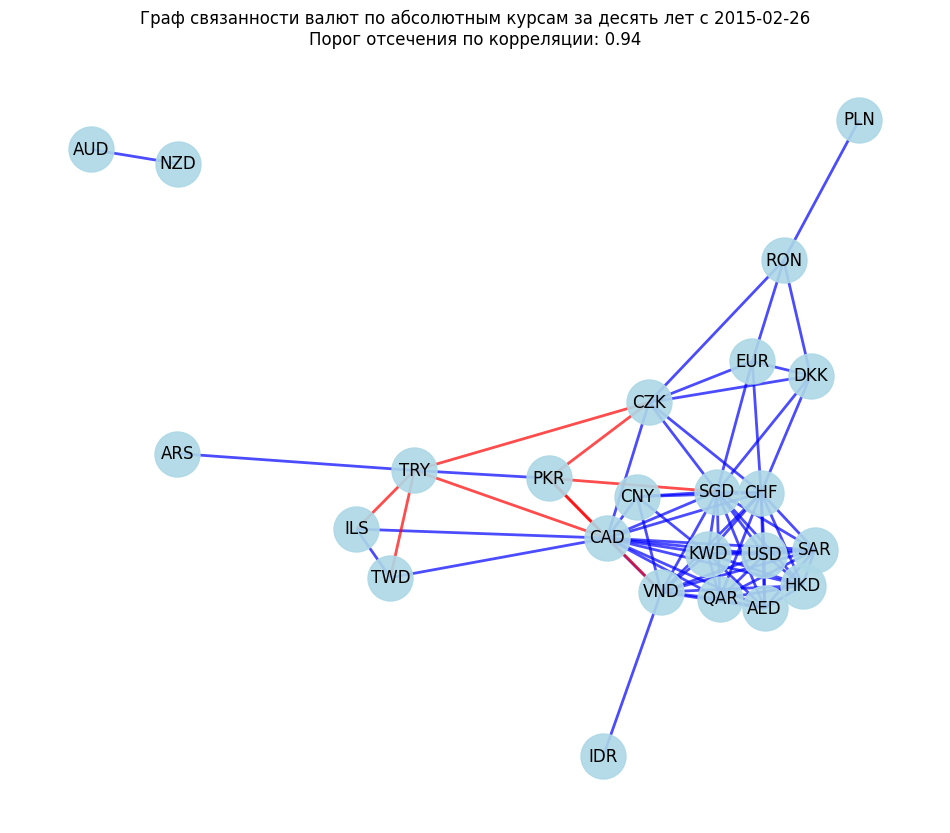 Граф связанности валют по абсолютным курсам за десять лет с 2015-02-26
Порог отсечения по корреляции: 0.94
PLN
AUD
NZD
RON
EUR
DKK
CZK
ARS
TRY
PKR
CNY
SGD
CHF
ILS
CAD
KWD
USD
SAR
TWD
VND
QAR
HKD
AED
IDR